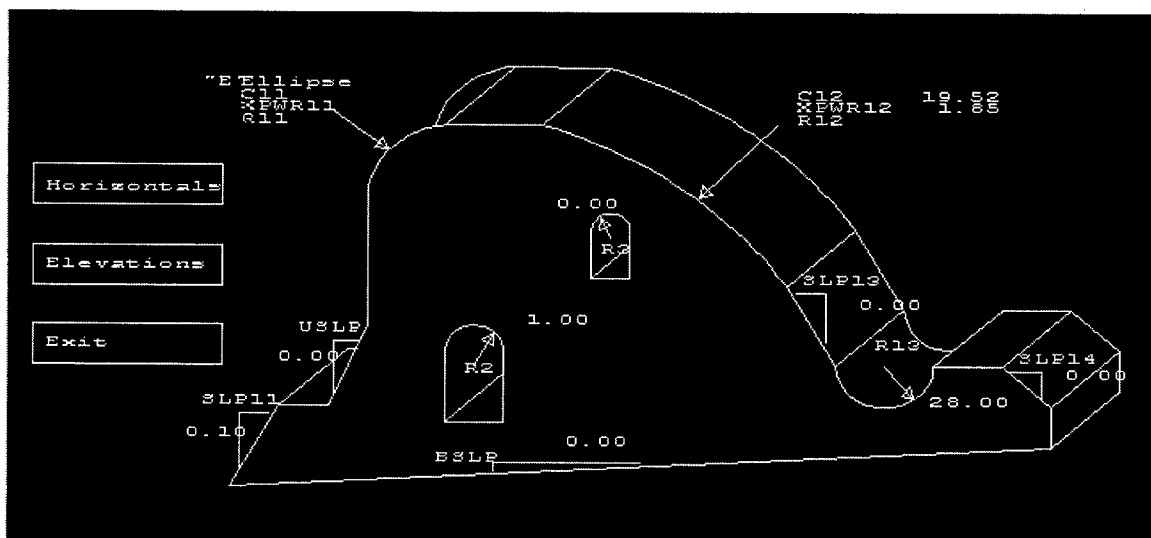 "E"Ellipse
C11
XPWR11
R11
C12 19.52
XPWR12 1.85
R12
Horizontals
0.00
R3
Elevations
SLP13
0.00
USLP
1.00
Exit
0.00
R2
R13
SLP14
0.00
SLP11
28.00
0.10
0.00
BSLP